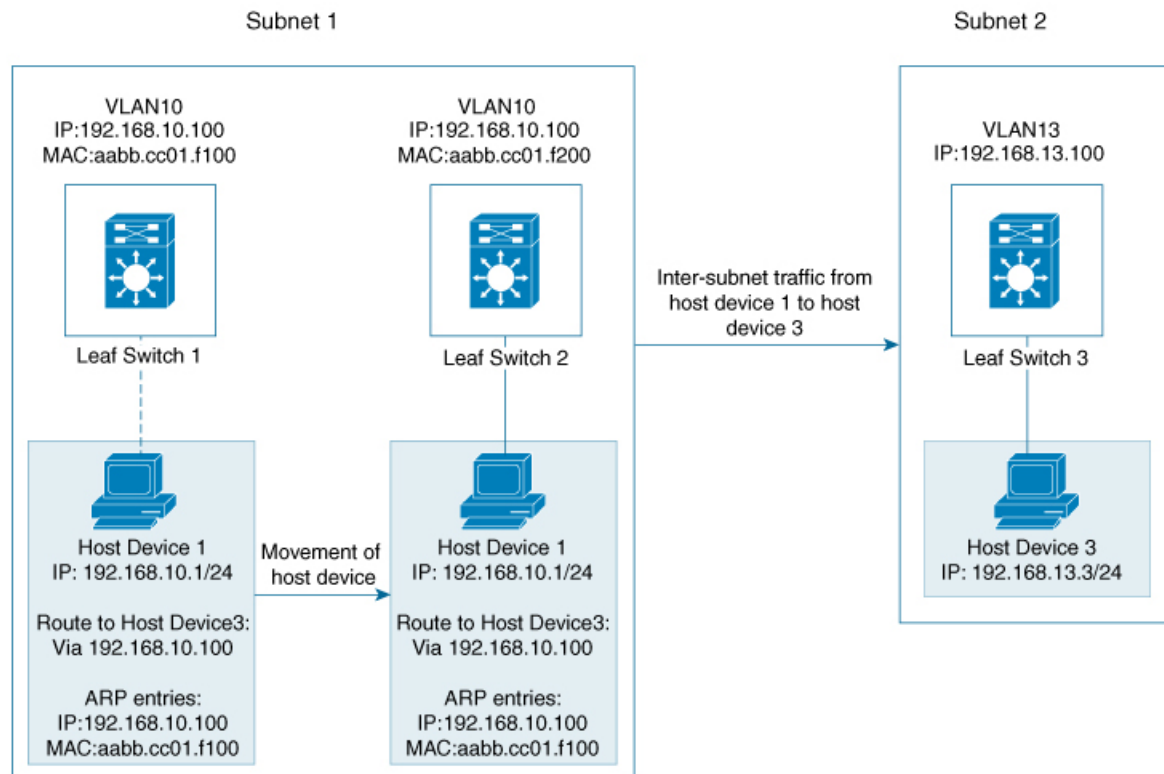 Subnet 1
Subnet 2
VLAN10
IP:192.168.10.100
MAC:aabb.cc01.f100
VLAN10
IP:192.168.10.100
MAC:aabb.cc01.f200
VLAN13
IP:192.168.13.100
Leaf Switch 1
Leaf Switch 2
Inter-subnet traffic from
host device 1 to host
device 3
Leaf Switch 3
Host Device 1
IP: 192.168.10.1/24
Route to Host Device3:
Via 192.168.10.100
ARP entries:
IP:192.168.10.100
MAC:aabb.cc01.f100
Movement of
host device
Host Device 1
IP: 192.168.10.1/24
Route to Host Device3:
Via 192.168.10.100
ARP entries:
IP:192.168.10.100
MAC:aabb.cc01.f100
Host Device 3
IP: 192.168.13.3/24